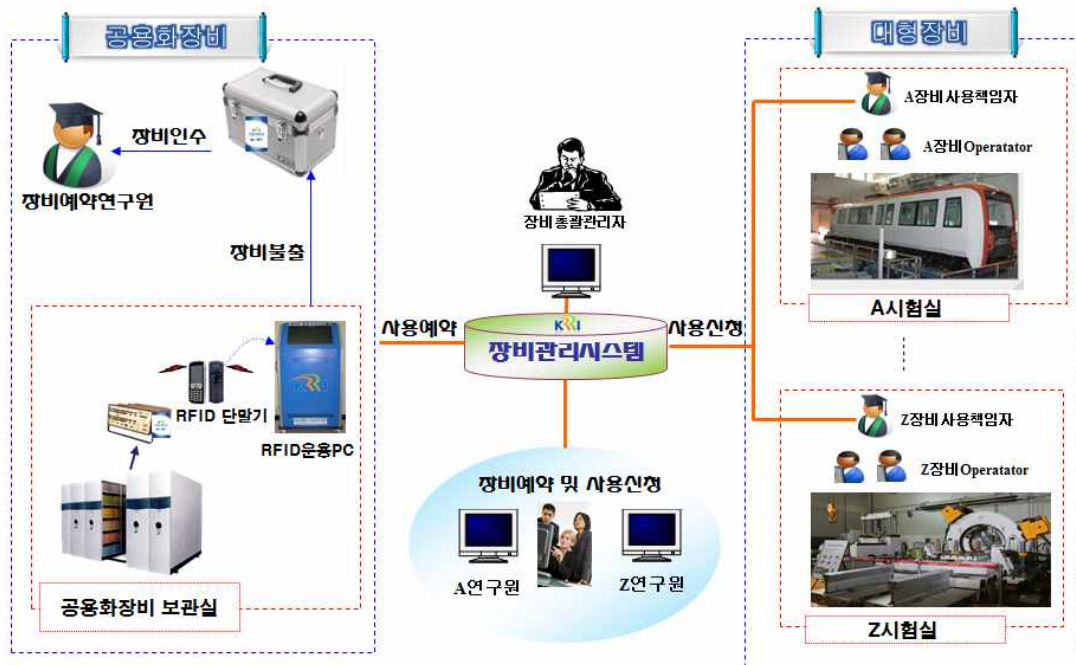 공용화장비
장비예약연구원
장비인수
장비불출
RFID 단말기
RFID운용PC
공용화장비 보관실
장비총괄관리자
사용예약
KRRI
장비관리시스템
사용신청
장비예약 및 사용신청
A연구원
Z연구원
대형장비
A장비사용책임자
A장비Operatator
A시험실
Z장비사용책임자
Z장비Operatator
Z시험실